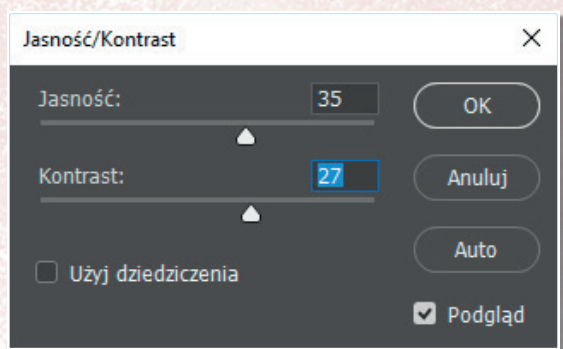 Jasność/Kontrast
Jasność: 35
OK
Kontrast: 27
Anuluj
Auto
Użyj dziedziczenia
Podgląd